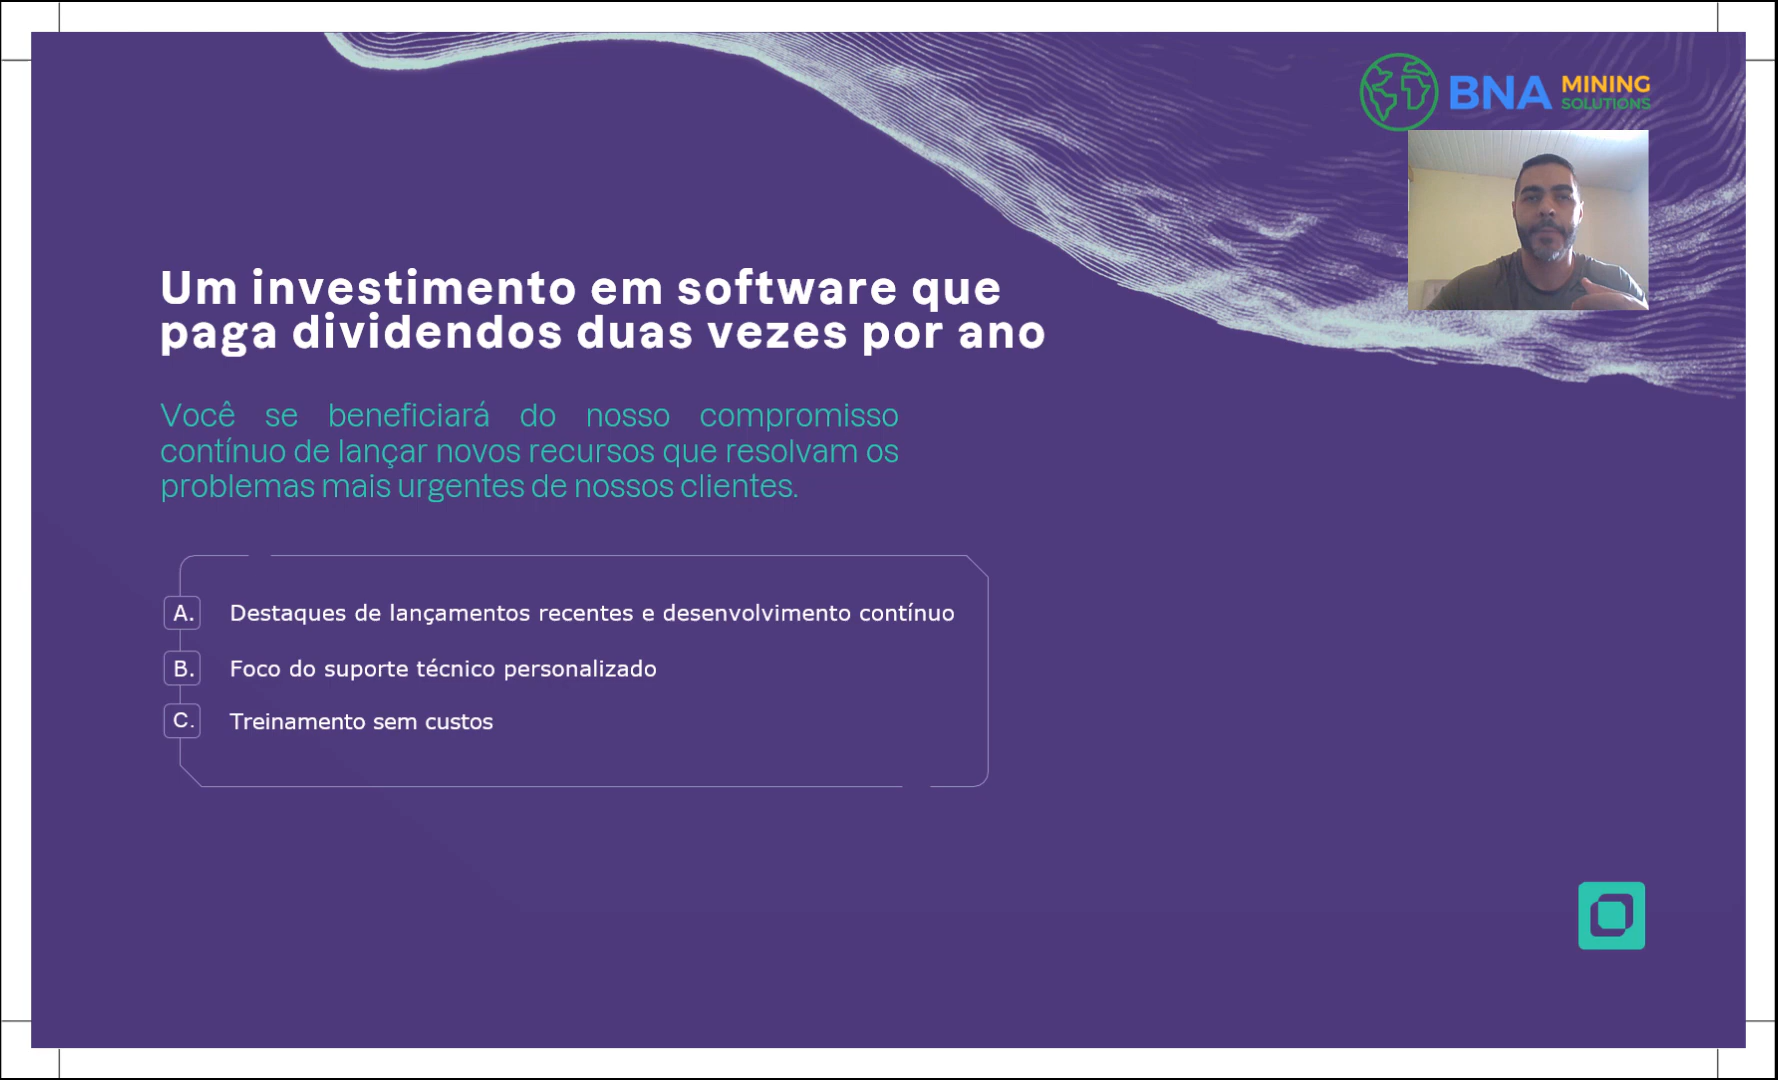 BNA MINING
SOLUTIONS
Um investimento em software que
paga dividendos duas vezes por ano
Você se beneficiará do nosso compromisso
contínuo de lançar novos recursos que resolvam os
problemas mais urgentes de nossos clientes.
A. Destaques de lançamentos recentes e desenvolvimento contínuo
B. Foco do suporte técnico personalizado
C. Treinamento sem custos